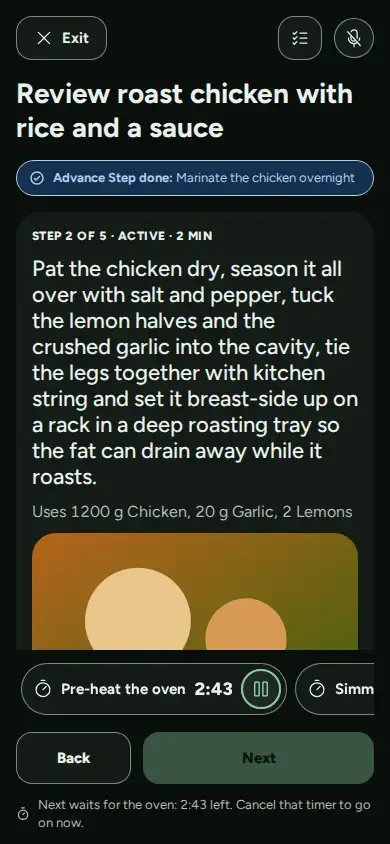 Exit
Review roast chicken with
rice and a sauce
Advance Step done: Marinate the chicken overnight
STEP 2 OF 5 · ACTIVE · 2 MIN
Pat the chicken dry, season it all
over with salt and pepper, tuck
the lemon halves and the
crushed garlic into the cavity, tie
the legs together with kitchen
string and set it breast-side up on
a rack in a deep roasting tray so
the fat can drain away while it
roasts.
Uses 1200 g Chicken, 20 g Garlic, 2 Lemons
Pre-heat the oven 2:43
Simm
Back
Next
Next waits for the oven: 2:43 left. Cancel that timer to go
on now.